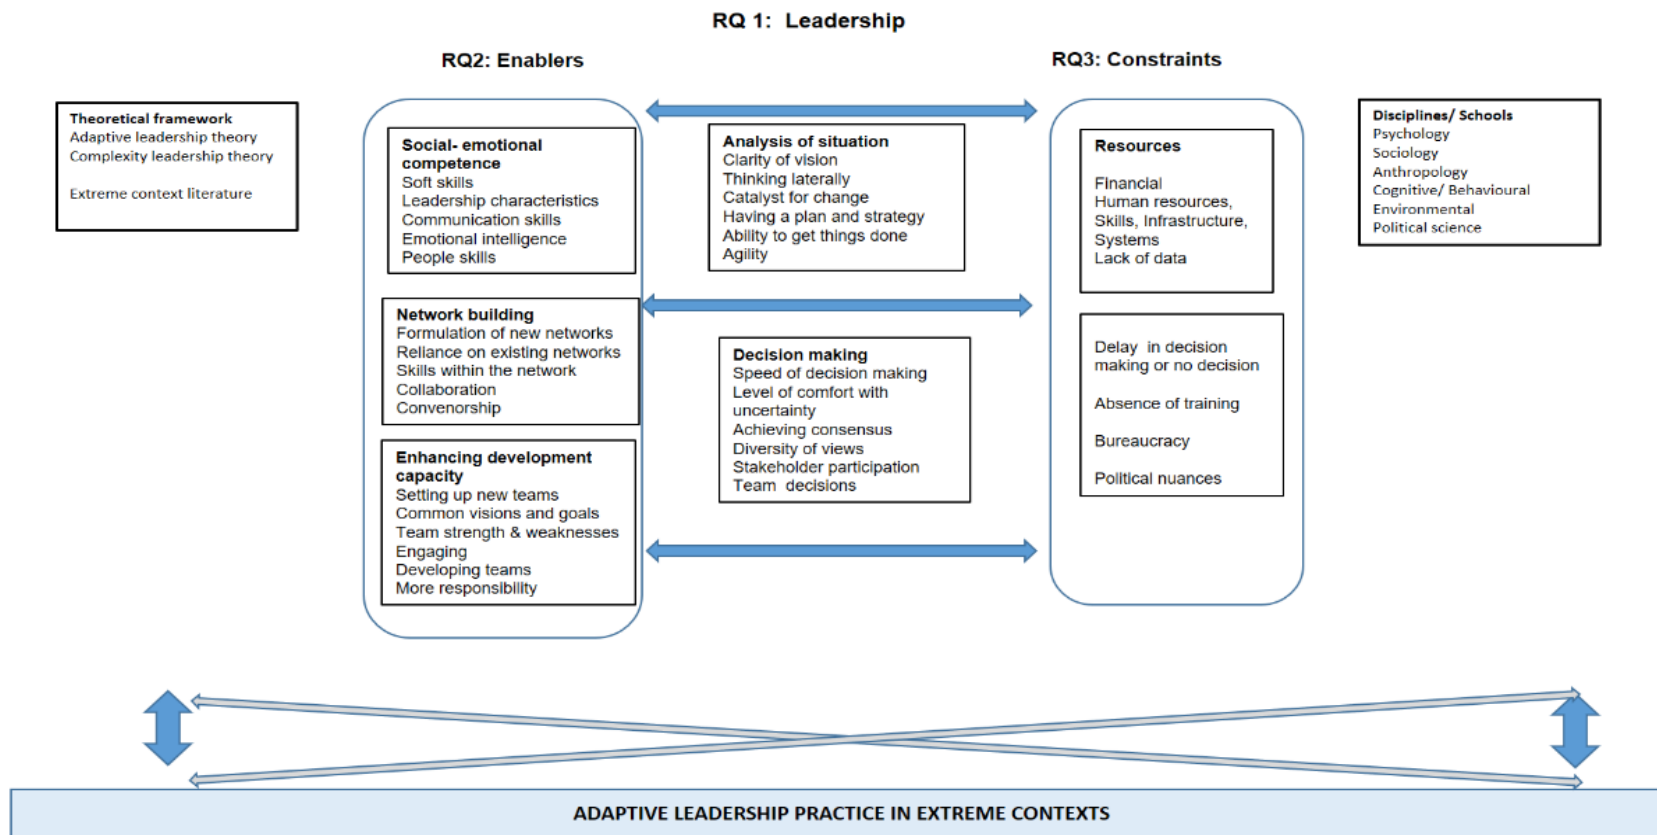 RQ 1: Leadership
RQ2: Enablers
RQ3: Constraints
Theoretical framework
Adaptive leadership theory
Complexity leadership theory
Extreme context literature
Social- emotional
competence
Soft skills
Leadership characteristics
Communication skills
Emotional intelligence
People skills
Network building
Formulation of new networks
Reliance on existing networks
Skills within the network
Collaboration
Convenorship
Enhancing development
capacity
Setting up new teams
Common visions and goals
Team strength & weaknesses
Engaging
Developing teams
More responsibility
Analysis of situation
Clarity of vision
Thinking laterally
Catalyst for change
Having a plan and strategy
Ability to get things done
Agility
Decision making
Speed of decision making
Level of comfort with
uncertainty
Achieving consensus
Diversity of views
Stakeholder participation
Team decisions
Resources
Financial
Human resources,
Skills, Infrastructure,
Systems
Lack of data
Delay in decision
making or no decision
Absence of training
Bureaucracy
Political nuances
Disciplines/ Schools
Psychology
Sociology
Anthropology
Cognitive/ Behavioural
Environmental
Political science
ADAPTIVE LEADERSHIP PRACTICE IN EXTREME CONTEXTS